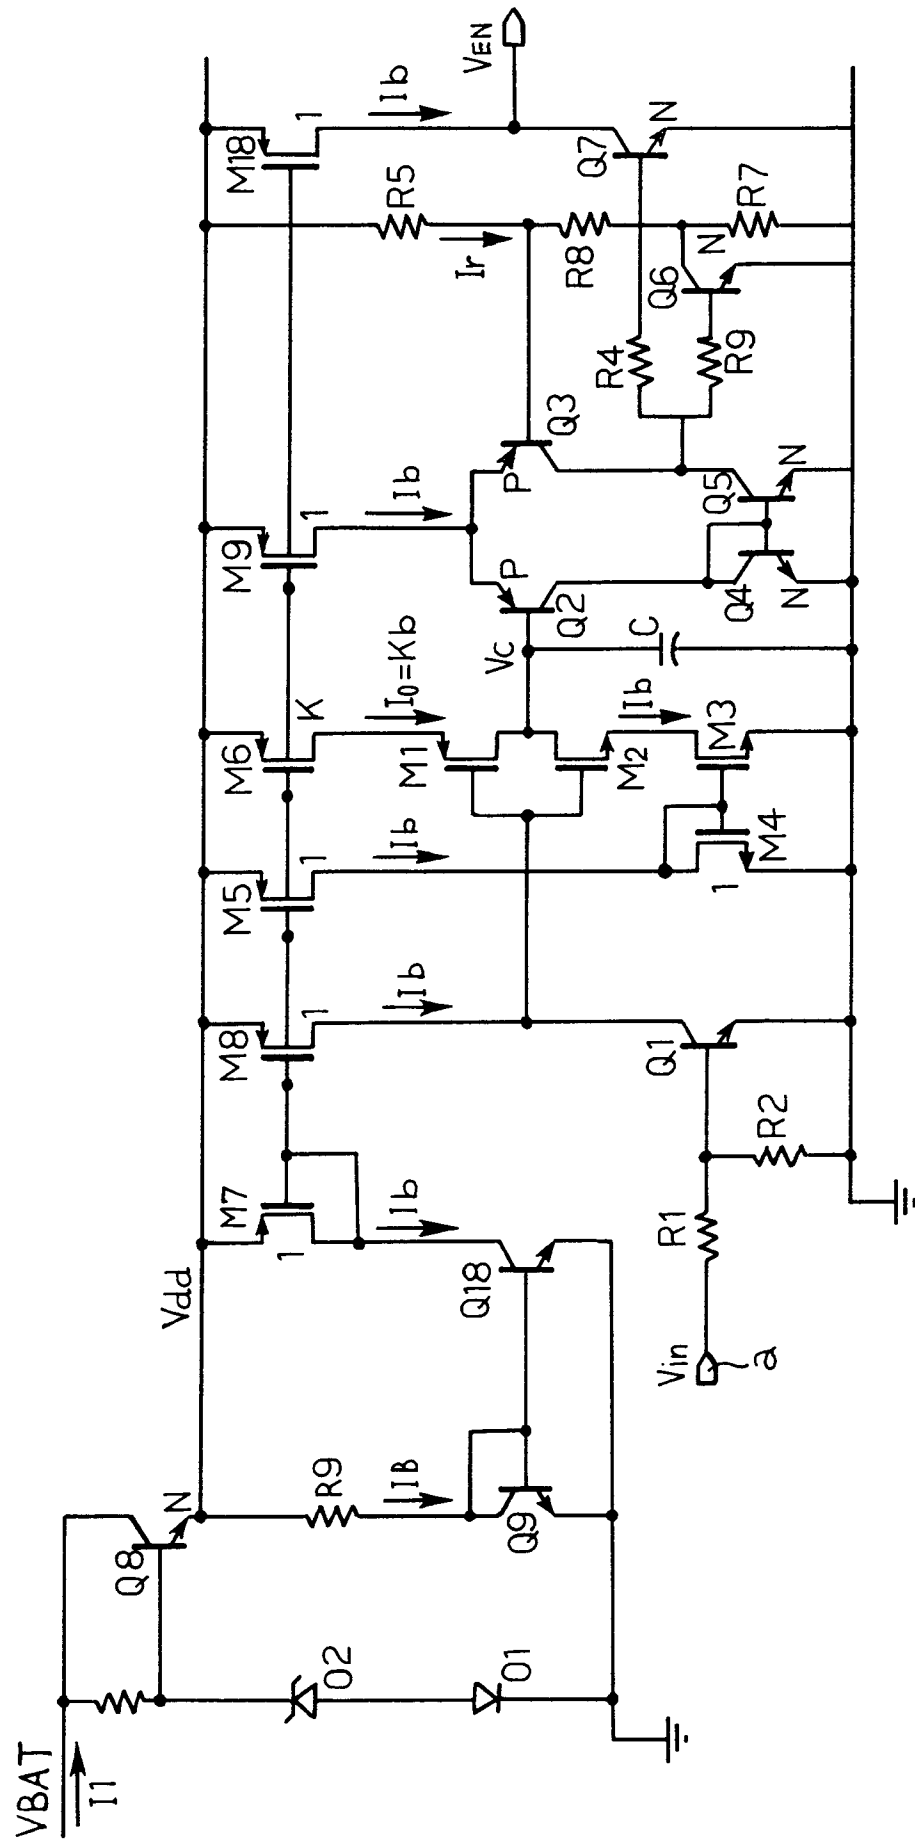 VBAT
I1
Q8
N
Vdd
O2
O1
R9
IB
Q9
Q18
M7
1
Ib
Vin
a
R1
R2
Q1
M8
1
Ib
M5
1
Ib
M4
1
M6
K
I0=Kb
M1
M2
Ib
M3
Vc
C
M9
1
Ib
P
Q2
P
Q3
Q4
N
Q5
N
R4
R9
Q6
N
R5
Ir
R8
R7
M18
1
Ib
Q7
N
VEN